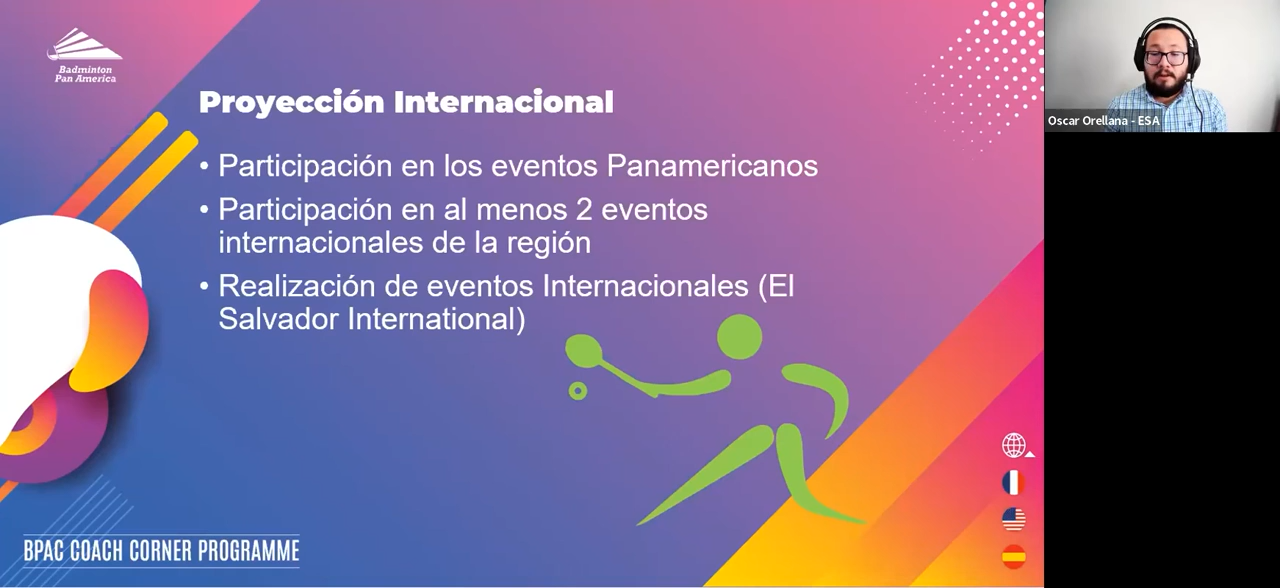 Badminton
Pan America
Proyección Internacional
• Participación en los eventos Panamericanos
• Participación en al menos 2 eventos
internacionales de la región
• Realización de eventos Internacionales (El
Salvador International)
BPAC COACH CORNER PROGRAMME
Oscar Orellana - ESA